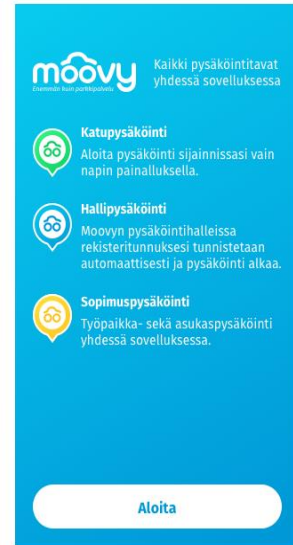 moovy
Enemmän kuin parkkipalvelu
Kaikki pysäköintitavat
yhdessä sovelluksessa
Katupysäköinti
Aloita pysäköinti sijainnissasi vain
napin painalluksella.
Hallipysäköinti
Moovyn pysäköintihalleissa
rekisteritunnuksesi tunnistetaan
automaattisesti ja pysäköinti alkaa.
Sopimuspysäköinti
Työpaikka- sekä asukaspysäköinti
yhdessä sovelluksessa.
Aloita